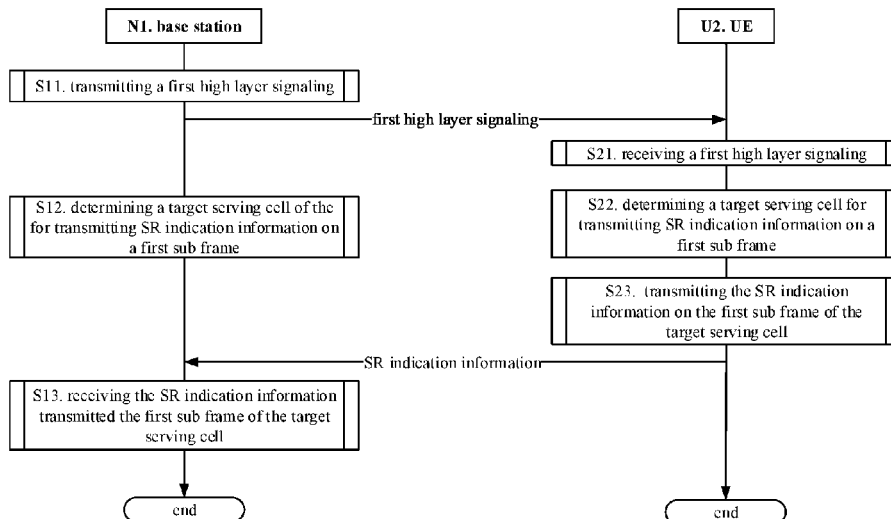 N1. base station
U2. UE
S11. transmitting a first high layer signaling
first high layer signaling
S21. receiving a first high layer signaling
S12. determining a target serving cell of the
for transmitting SR indication information on
a first sub frame
S22. determining a target serving cell for
transmitting SR indication information on a
first sub frame
S23. transmitting the SR indication
information on the first sub frame of the
target serving cell
SR indication information
S13. receiving the SR indication information
transmitted the first sub frame of the target
serving cell
end
end